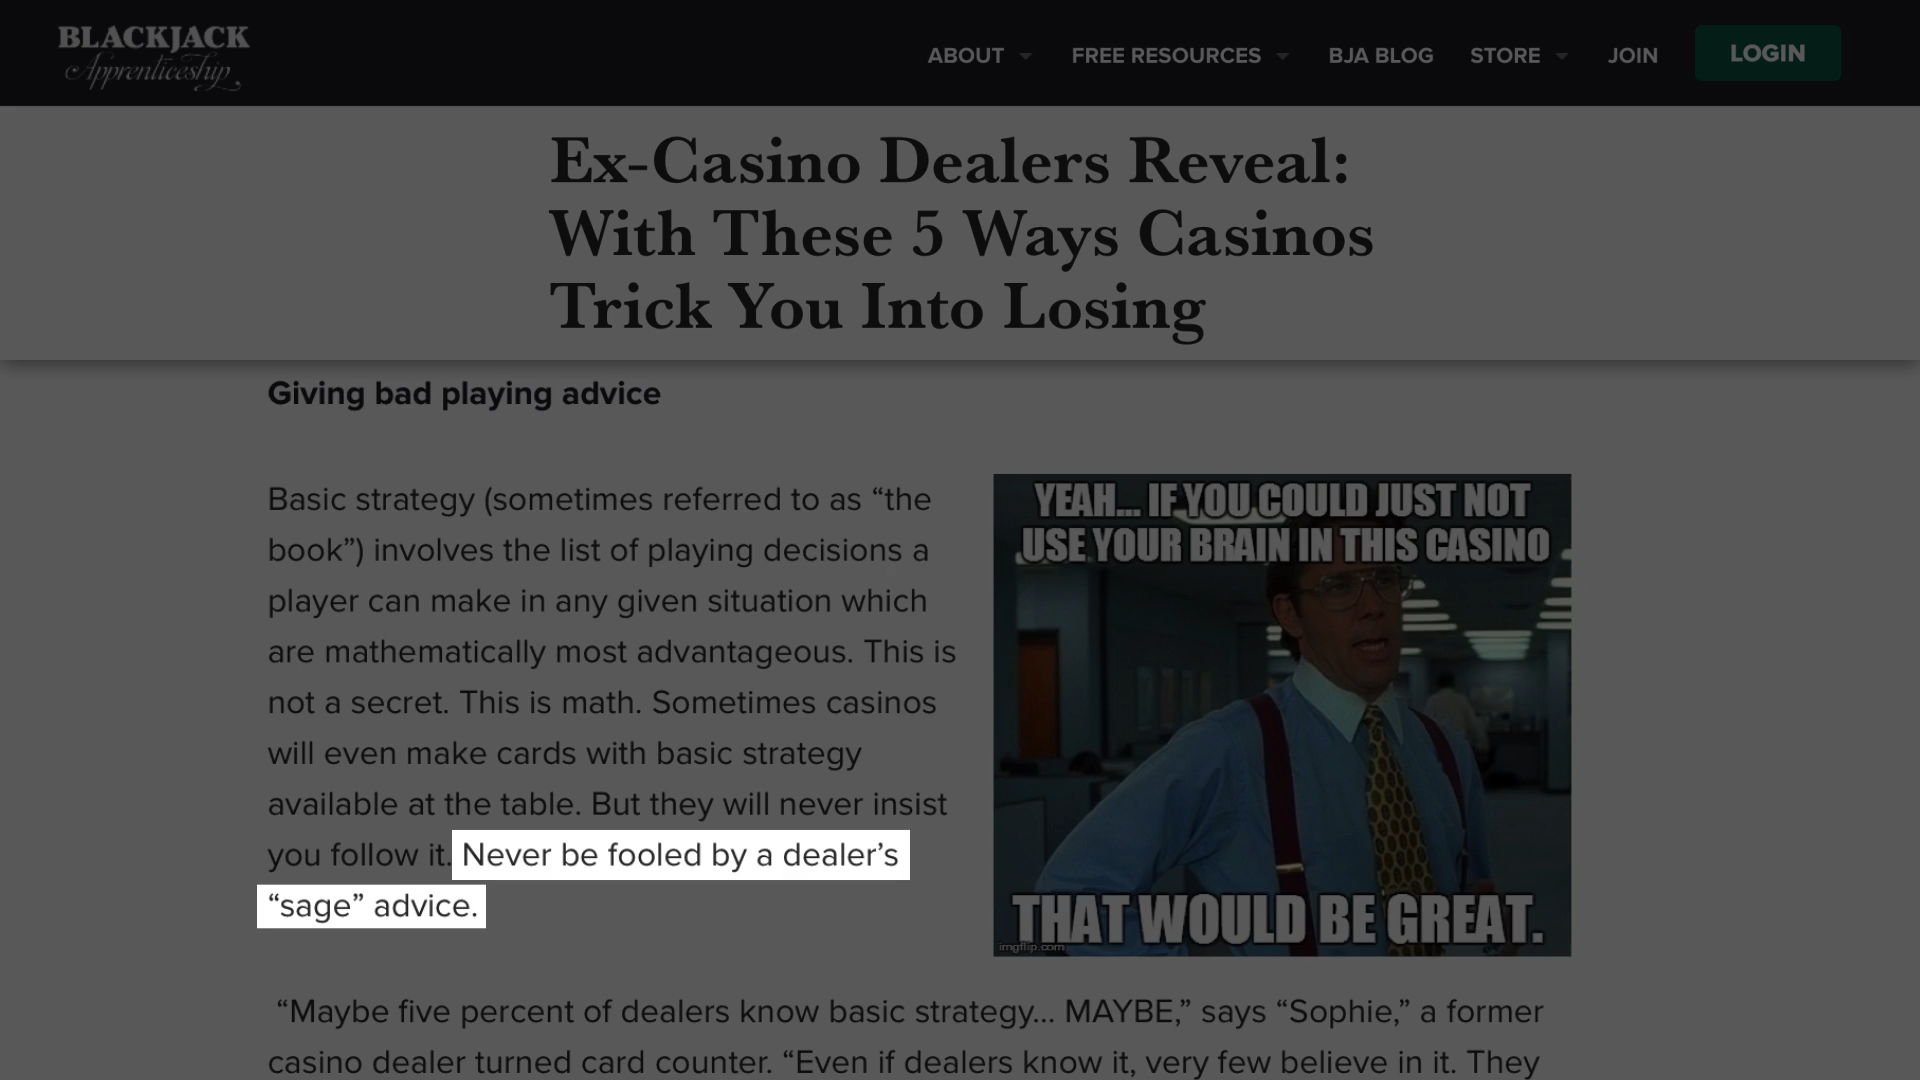 BLACKJACK
Apprenticeship
ABOUT
FREE RESOURCES
BJA BLOG
STORE
JOIN
LOGIN
Ex-Casino Dealers Reveal:
With These 5 Ways Casinos
Trick You Into Losing
Giving bad playing advice
Basic strategy (sometimes referred to as “the
book”) involves the list of playing decisions a
player can make in any given situation which
are mathematically most advantageous. This is
not a secret. This is math. Sometimes casinos
will even make cards with basic strategy
available at the table. But they will never insist
you follow it. Never be fooled by a dealer’s
“sage” advice.
YEAH... IF YOU COULD JUST NOT
USE YOUR BRAIN IN THIS CASINO
THAT WOULD BE GREAT.
imgflip.com
“Maybe five percent of dealers know basic strategy... MAYBE,” says “Sophie,” a former
casino dealer turned card counter. “Even if dealers know it, very few believe in it. They